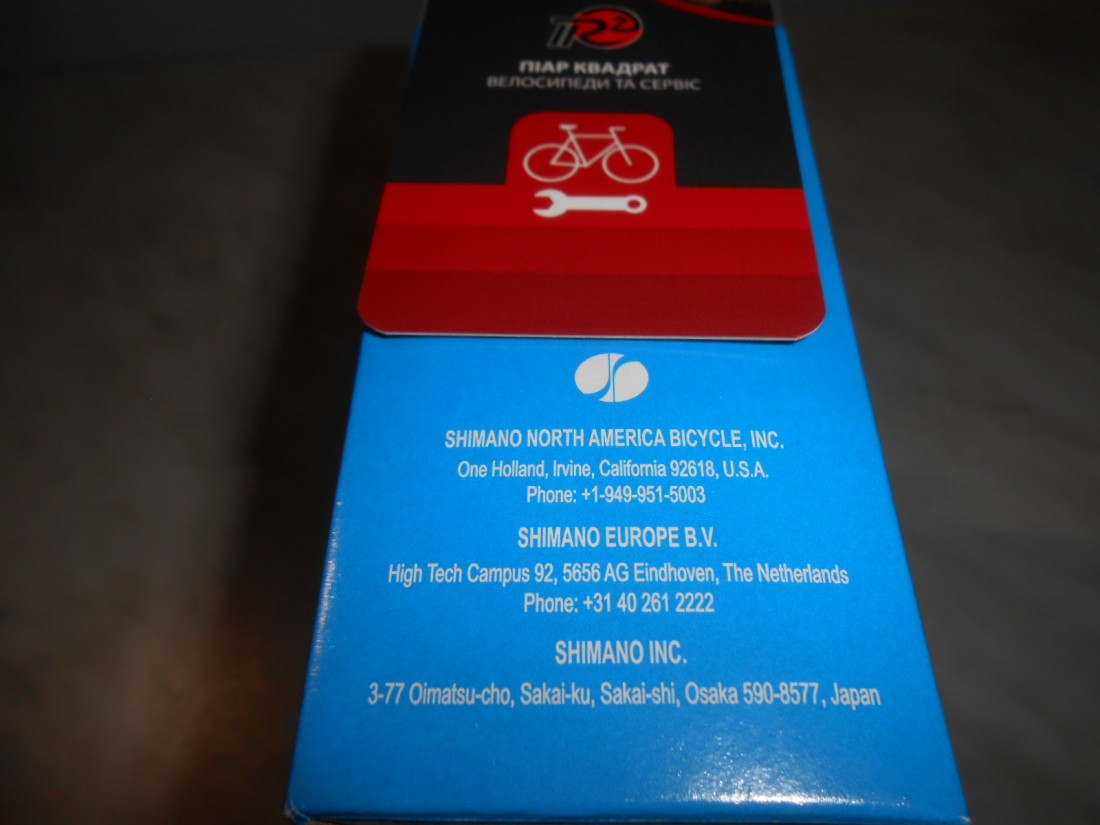 ПR2
ПІАР КВАДРАТ
ВЕЛОСИПЕДИ ТА СЕРВІС
SHIMANO NORTH AMERICA BICYCLE, INC.
One Holland, Irvine, California 92618, U.S.A.
Phone: +1-949-951-5003
SHIMANO EUROPE B.V.
High Tech Campus 92, 5656 AG Eindhoven, The Netherlands
Phone: +31 40 261 2222
SHIMANO INC.
3-77 Oimatsu-cho, Sakai-ku, Sakai-shi, Osaka 590-8577, Japan